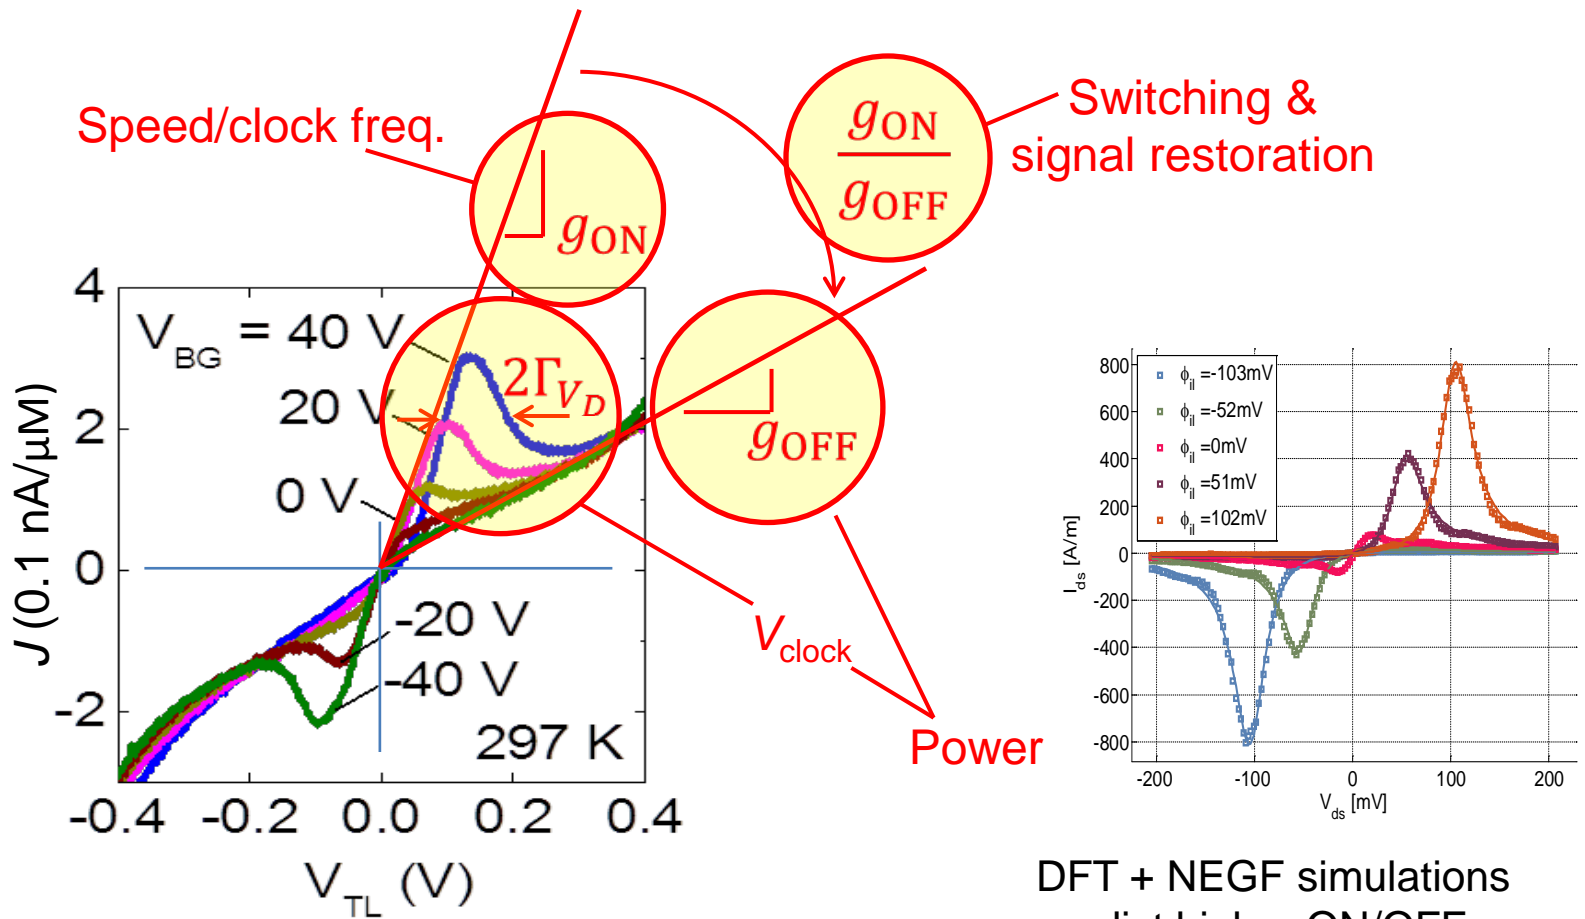 Speed/clock freq.
g_ON
g_ON
g_OFF
Switching &
signal restoration
g_OFF
2Γ_V_D
V_clock
Power
4
2
0
-2
J (0.1 nA/μM)
V_BG = 40 V
20 V
0 V
-20 V
-40 V
297 K
-0.4 -0.2 0.0 0.2 0.4
V_TL (V)
800
600
400
200
0
-200
-400
-600
-800
I_ds [A/m]
ϕ_il =-103mV
ϕ_il =-52mV
ϕ_il =0mV
ϕ_il =51mV
ϕ_il =102mV
-200 -100 0 100 200
V_ds [mV]
DFT + NEGF simulations